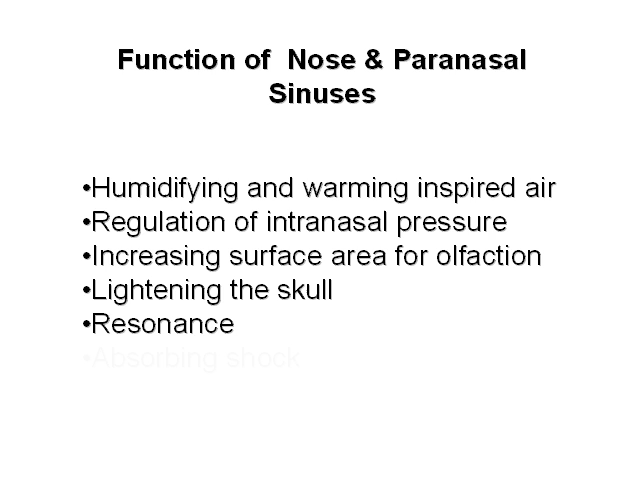 Function of Nose & Paranasal
Sinuses
•Humidifying and warming inspired air
•Regulation of intranasal pressure
•Increasing surface area for olfaction
•Lightening the skull
•Resonance
•Absorbing shock